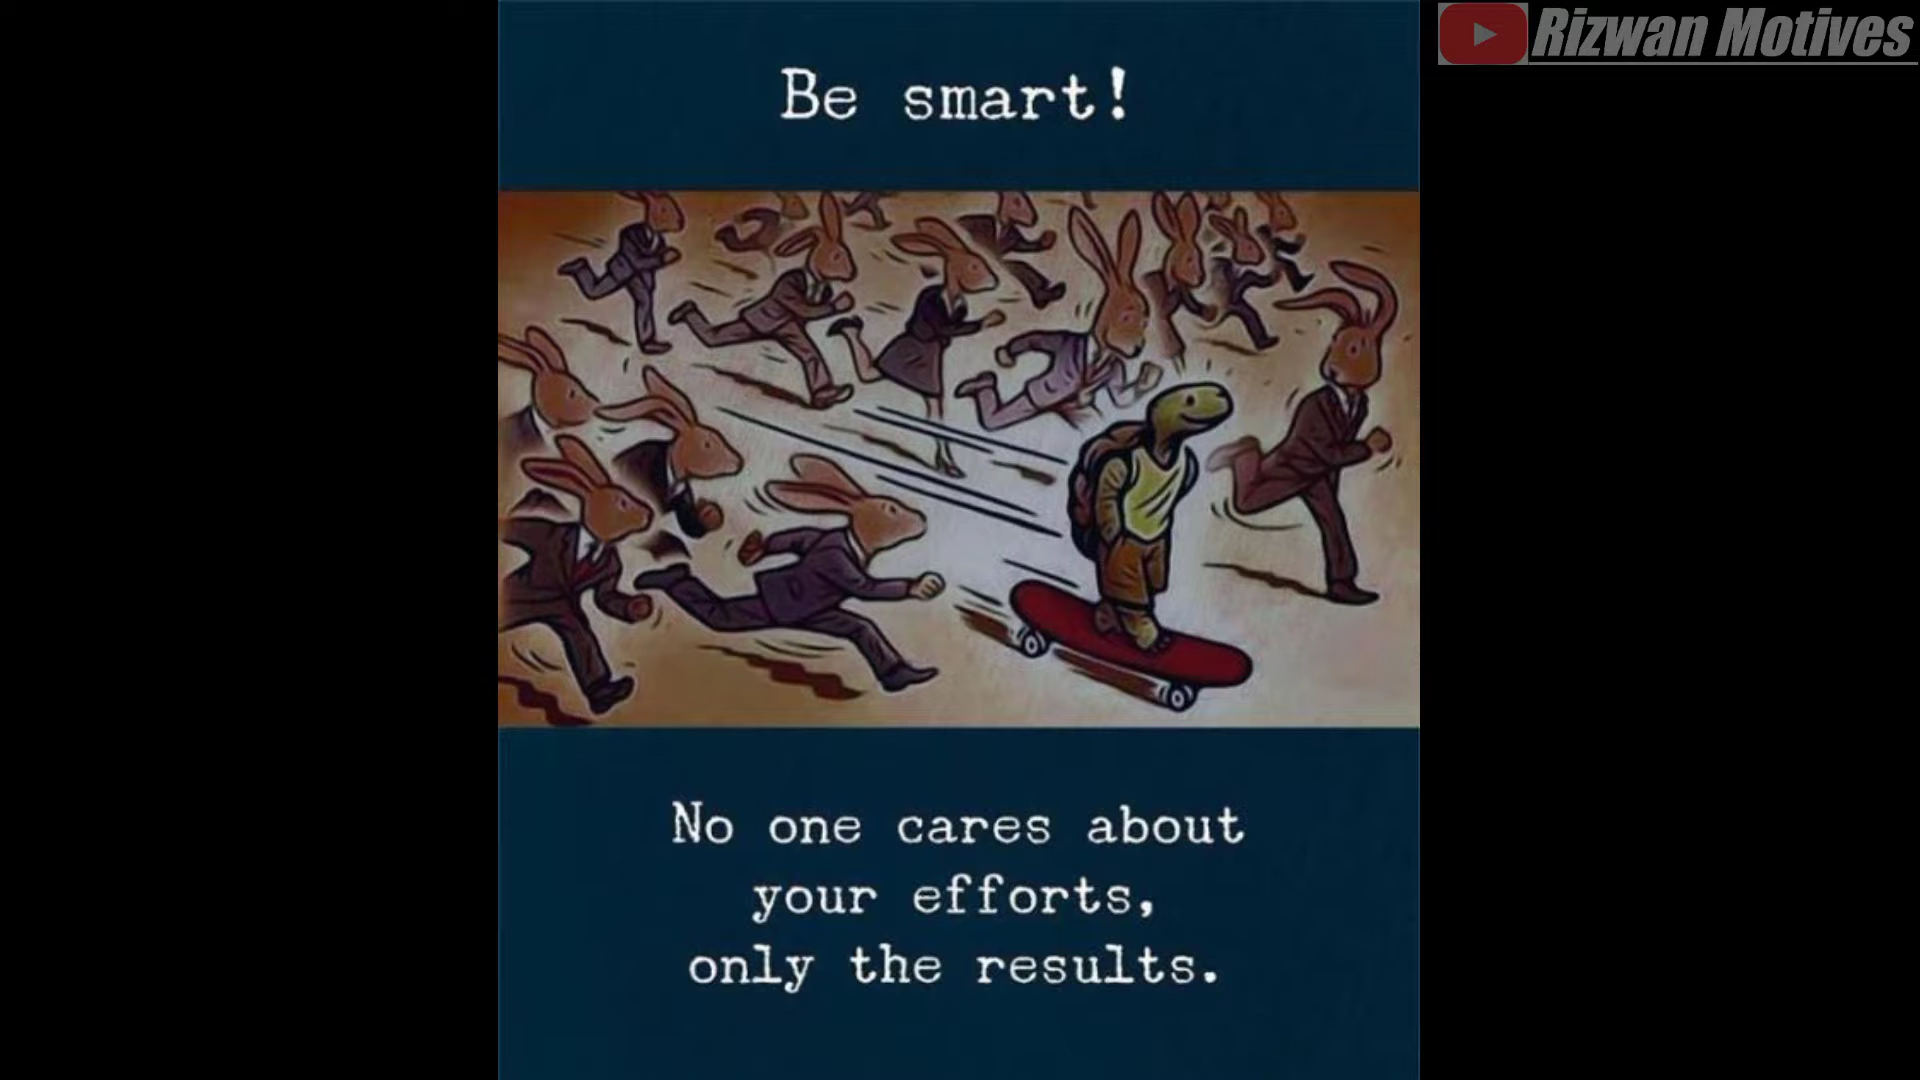 Rizwan Motives
Be smart!
No one cares about
your efforts,
only the results.